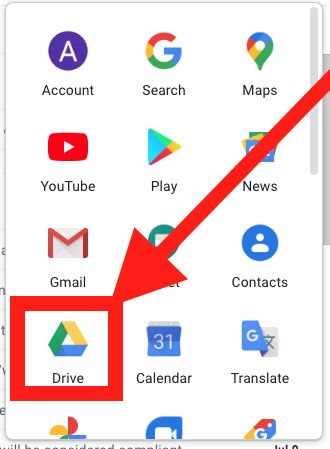 A
Account Search Maps
YouTube Play News
Gmail Contacts
31
G
Drive Calendar Translate
will be considered compliant